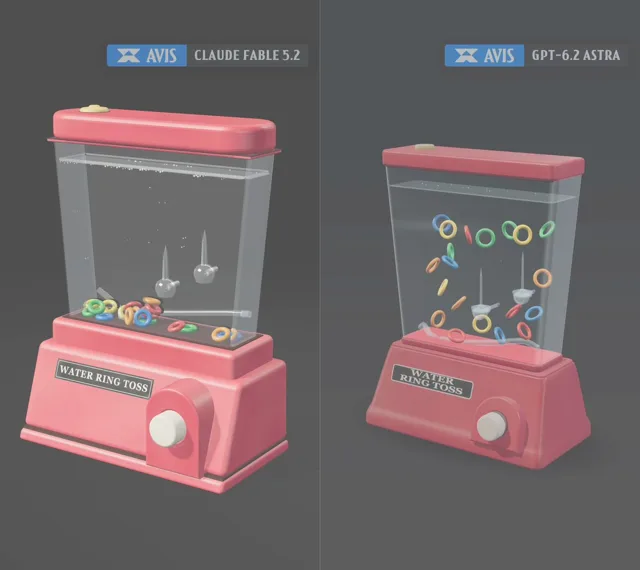 AVIS CLAUDE FABLE 5.2
AVIS GPT-6.2 ASTRA
WATER RING TOSS
WATER
RING TOSS